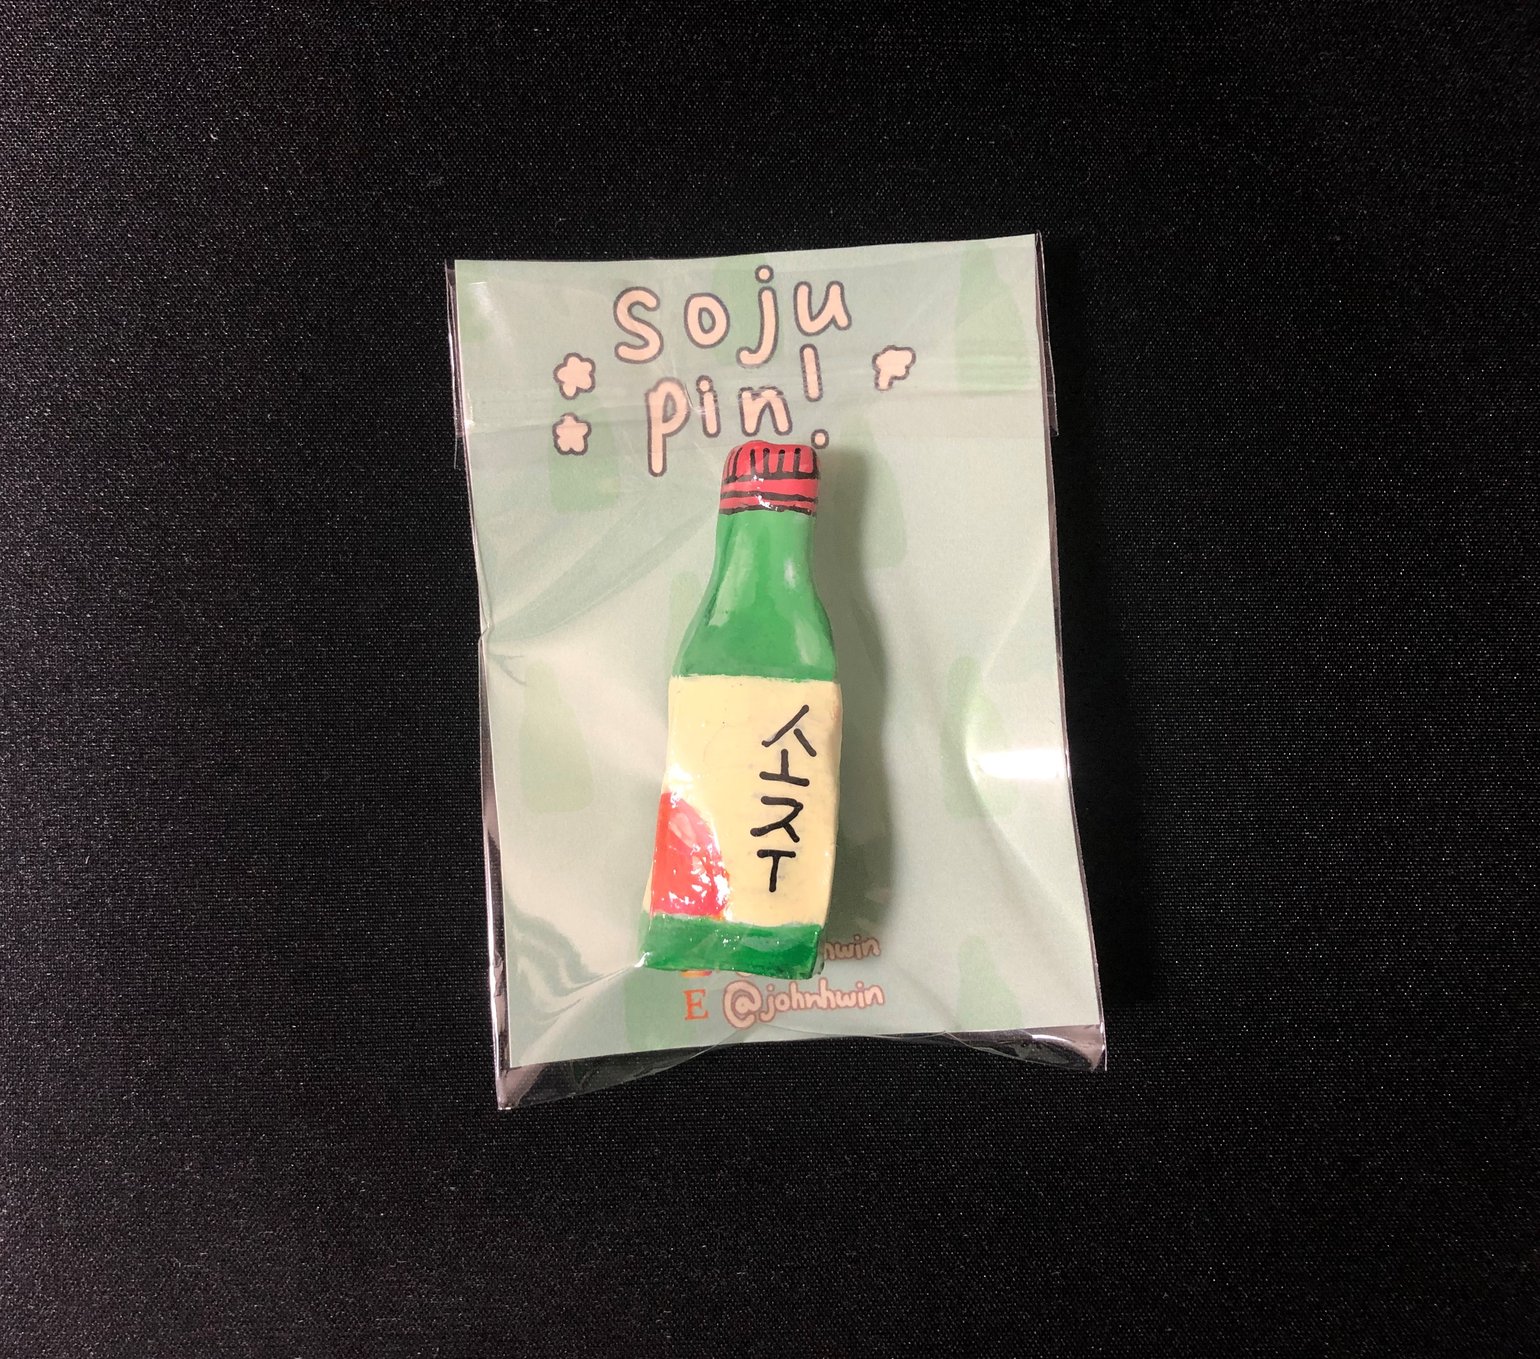 soju
pin!
소주
E @johnhwin